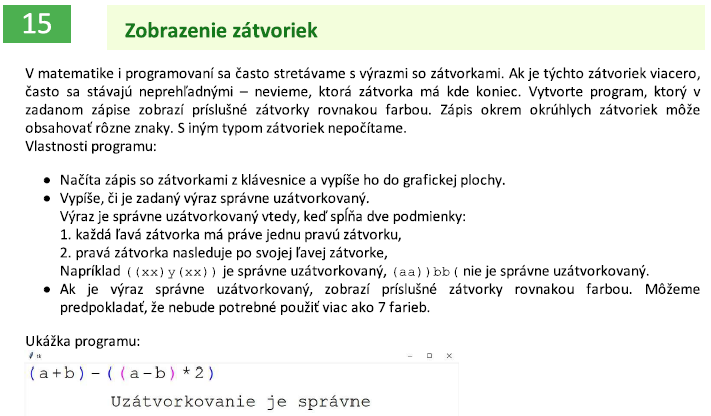 15
Zobrazenie zátvoriek
V matematike i programovaní sa často stretávame s výrazmi so zátvorkami. Ak je týchto zátvoriek viacero,
často sa stávajú neprehľadnými – nevieme, ktorá zátvorka má kde koniec. Vytvorte program, ktorý v
zadanom zápise zobrazí príslušné zátvorky rovnakou farbou. Zápis okrem okrúhlych zátvoriek môže
obsahovať rôzne znaky. S iným typom zátvoriek nepočítame.
Vlastnosti programu:
● Načíta zápis so zátvorkami z klávesnice a vypíše ho do grafickej plochy.
● Vypíše, či je zadaný výraz správne uzátvorkovaný.
Výraz je správne uzátvorkovaný vtedy, keď spĺňa dve podmienky:
1. každá ľavá zátvorka má práve jednu pravú zátvorku,
2. pravá zátvorka nasleduje po svojej ľavej zátvorke,
Napríklad ((xx)y(xx)) je správne uzátvorkovaný, (aa))bb( nie je správne uzátvorkovaný.
● Ak je výraz správne uzátvorkovaný, zobrazí príslušné zátvorky rovnakou farbou. Môžeme
predpokladať, že nebude potrebné použiť viac ako 7 farieb.
Ukážka programu:
tk
(a+b)-((a-b)*2)
Uzátvorkovanie je správne